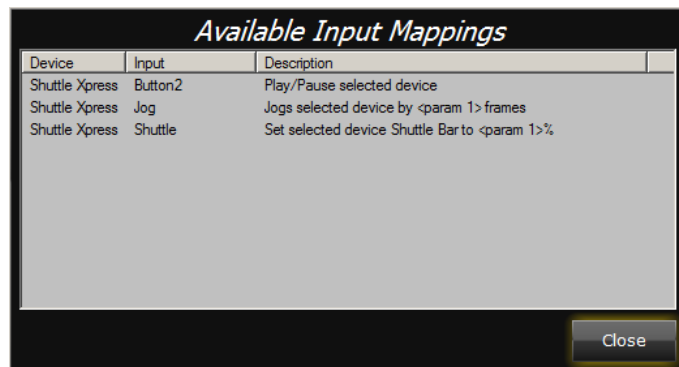 Available Input Mappings
Device Input Description
Shuttle Xpress Button2 Play/Pause selected device
Shuttle Xpress Jog Jogs selected device by <param 1> frames
Shuttle Xpress Shuttle Set selected device Shuttle Bar to <param 1>%
Close